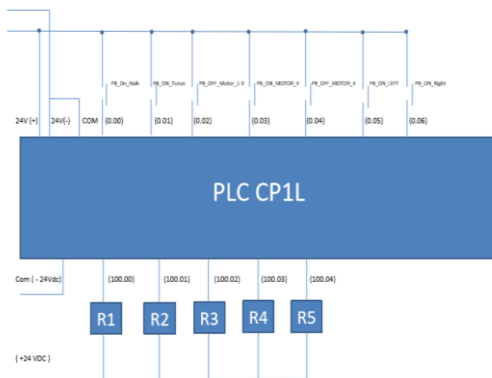 PB_On_Naik PB_ON_Turun PB_OFF_Motor_1-3 PB_ON_MOTOR_4 PB_OFF_MOTOR_4 PB_ON_LEFT PB_ON_Right
24V (+) 24V(-) COM (0.00) (0.01) (0.02) (0.03) (0.04) (0.05) (0.06)
PLC CP1L
Com ( - 24Vdc) (100.00) (100.01) (100.02) (100.03) (100.04)
R1 R2 R3 R4 R5
( +24 VDC )